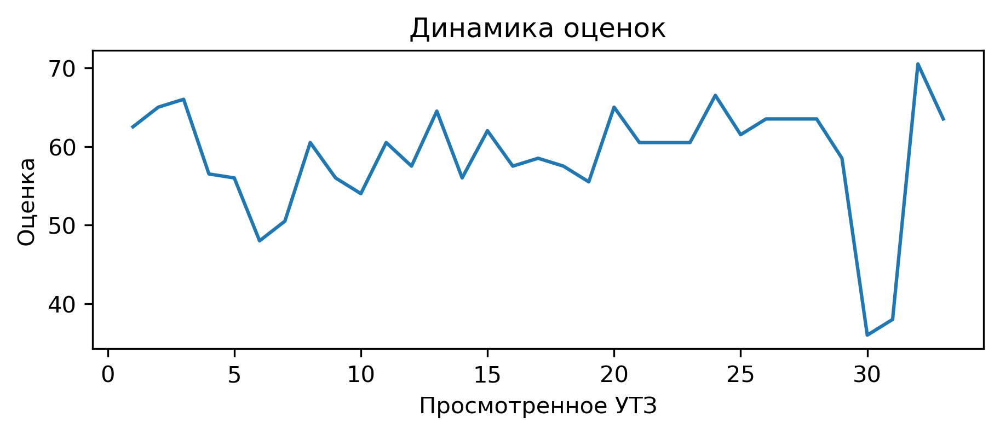 Динамика оценок
70
60
50
40
Оценка
0 5 10 15 20 25 30
Просмотренное УТЗ